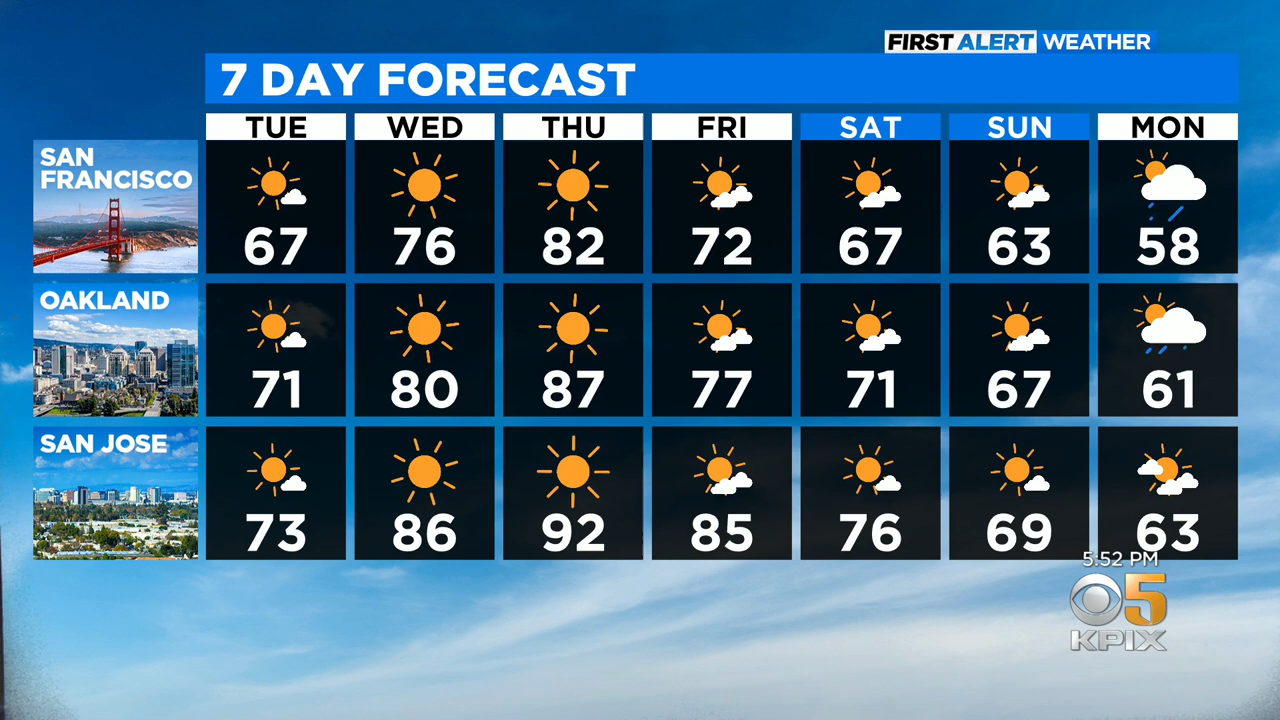 FIRST ALERT WEATHER
7 DAY FORECAST
TUE WED THU FRI SAT SUN MON
SAN
FRANCISCO
67 76 82 72 67 63 58
OAKLAND
71 80 87 77 71 67 61
SAN JOSE
73 86 92 85 76 69 63
5:52 PM
5
KPIX